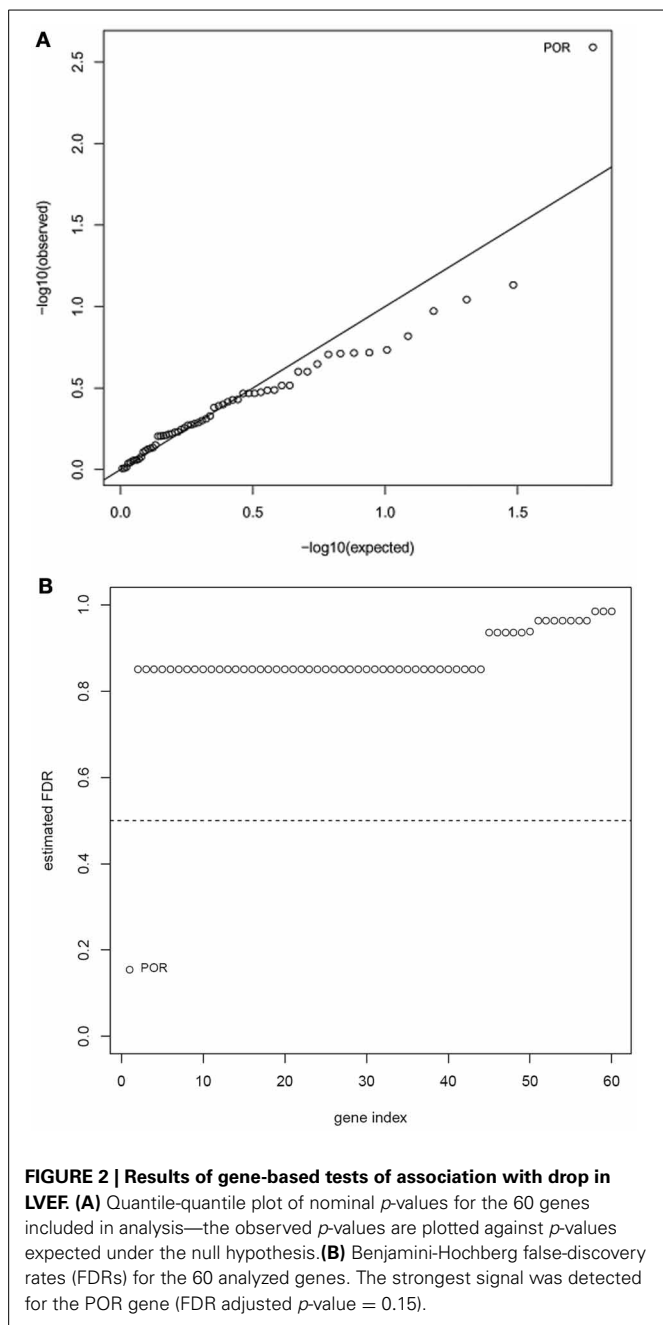 A
POR
2.5
2.0
1.5
1.0
0.5
0.0
−log10(observed)
0.0 0.5 1.0 1.5
−log10(expected)
B
1.0
0.8
0.6
0.4
0.2
0.0
estimated FDR
POR
0 10 20 30 40 50 60
gene index
FIGURE 2 | Results of gene-based tests of association with drop in
LVEF. (A) Quantile-quantile plot of nominal p-values for the 60 genes
included in analysis—the observed p-values are plotted against p-values
expected under the null hypothesis.(B) Benjamini-Hochberg false-discovery
rates (FDRs) for the 60 analyzed genes. The strongest signal was detected
for the POR gene (FDR adjusted p-value = 0.15).